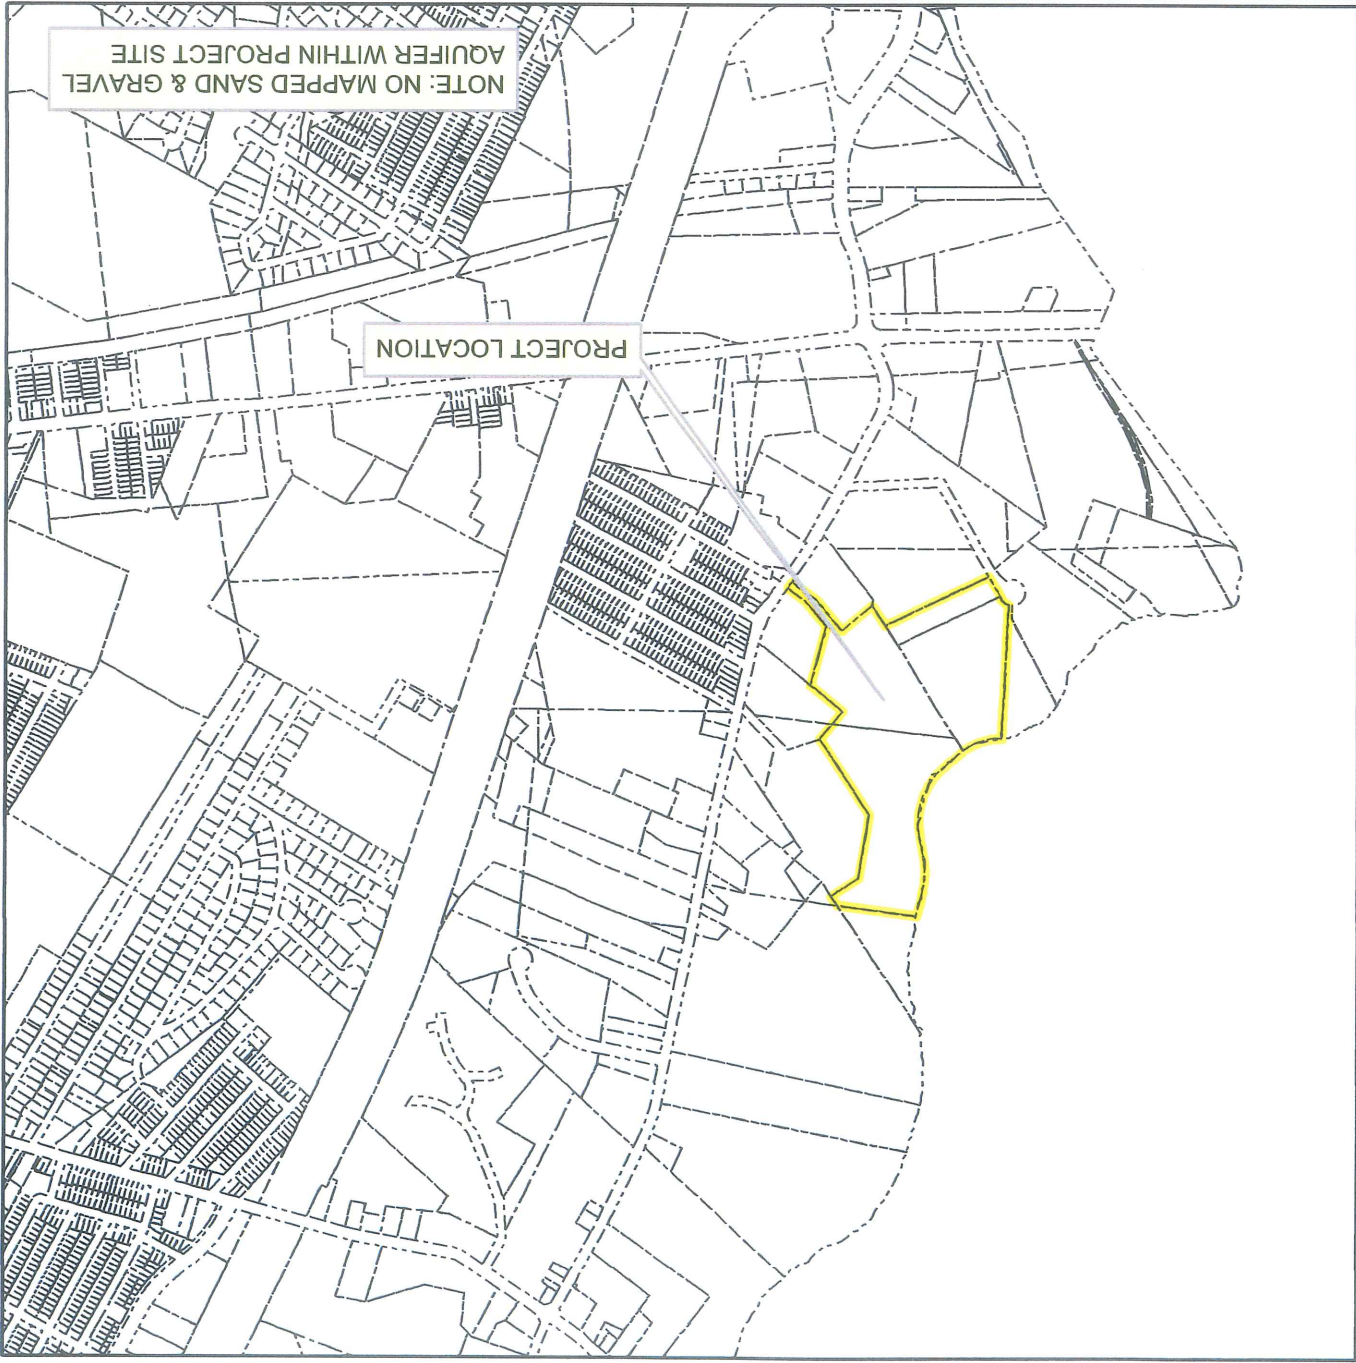 PROJECT LOCATION
NOTE: NO MAPPED SAND & GRAVEL
AQUIFER WITHIN PROJECT SITE